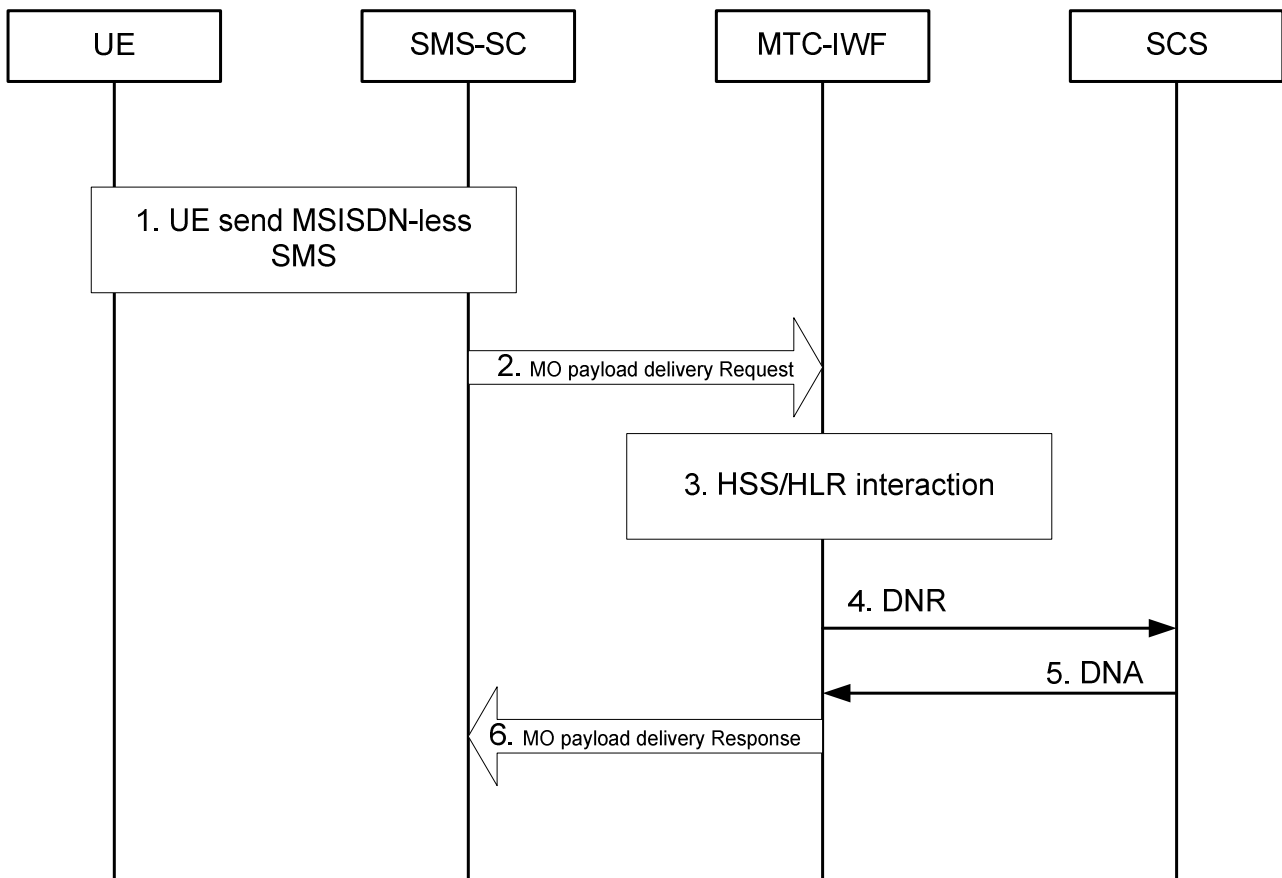 UE
SMS-SC
MTC-IWF
SCS
1. UE send MSISDN-less
SMS
2. MO payload delivery Request
3. HSS/HLR interaction
4. DNR
5. DNA
6. MO payload delivery Response